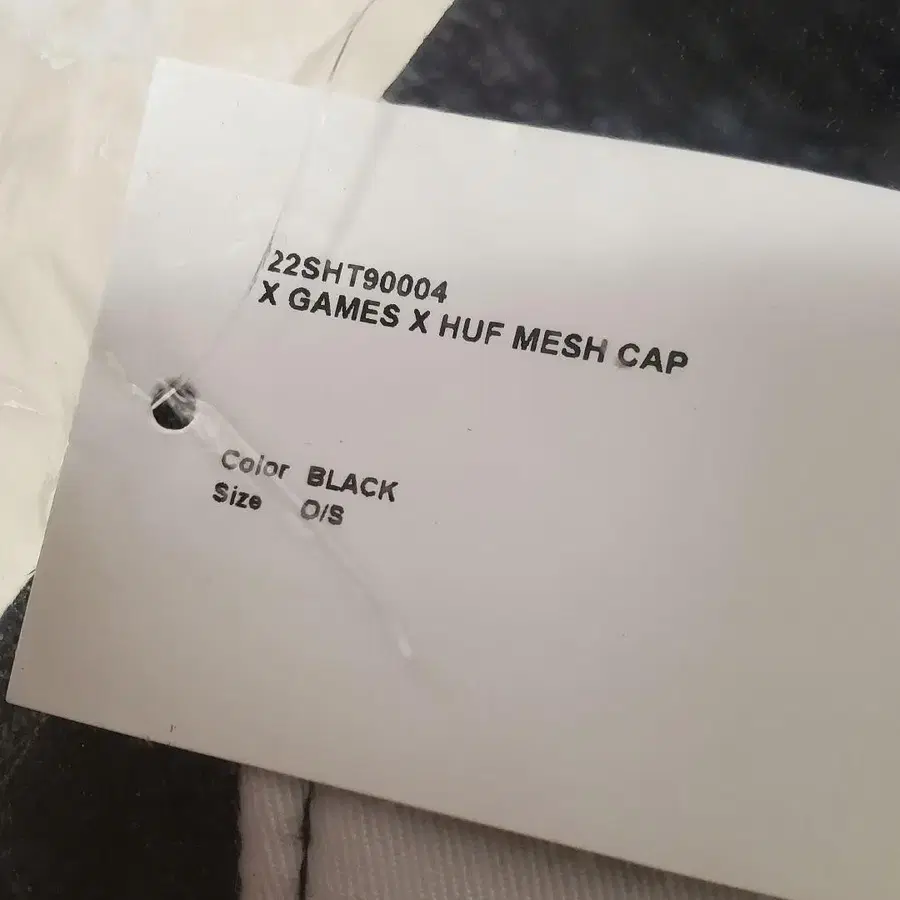 22SHT90004
X GAMES X HUF MESH CAP
Color BLACK
Size O/S